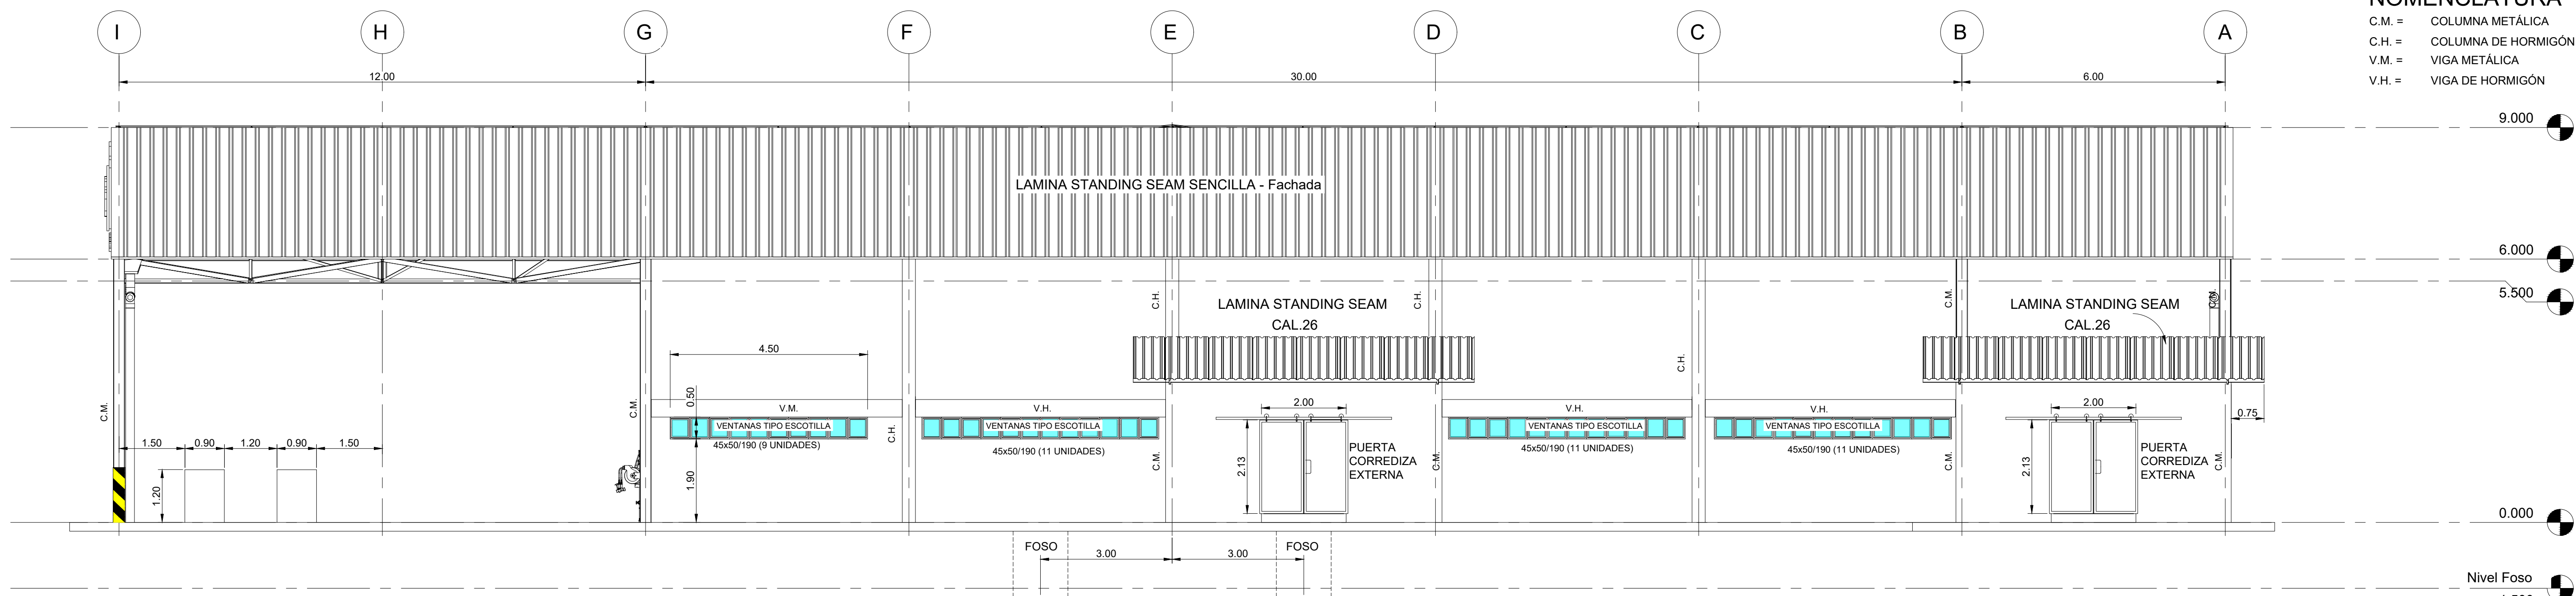 NOMENCLATURA
C.M. = COLUMNA METÁLICA
C.H. = COLUMNA DE HORMIGÓN
V.M. = VIGA METÁLICA
V.H. = VIGA DE HORMIGÓN
I H G F E D C B A
12.00 30.00 6.00
9.000
LAMINA STANDING SEAM SENCILLA - Fachada
6.000
5.500
C.H. C.H. C.M. C.M.
LAMINA STANDING SEAM
CAL.26
LAMINA STANDING SEAM
CAL.26
C.H.
4.50
0.50
C.M. C.M.
V.M. V.H. V.H. V.H.
2.00 2.00 0.75
VENTANAS TIPO ESCOTILLA
45x50/190 (9 UNIDADES)
C.H.
VENTANAS TIPO ESCOTILLA
45x50/190 (11 UNIDADES)
VENTANAS TIPO ESCOTILLA
45x50/190 (11 UNIDADES)
VENTANAS TIPO ESCOTILLA
45x50/190 (11 UNIDADES)
1.50 0.90 1.20 0.90 1.50
1.20
1.90
C.M. C.M. C.M. C.M.
2.13
PUERTA
CORREDIZA
EXTERNA
2.13
PUERTA
CORREDIZA
EXTERNA
0.000
FOSO FOSO
3.00 3.00
Nivel Foso